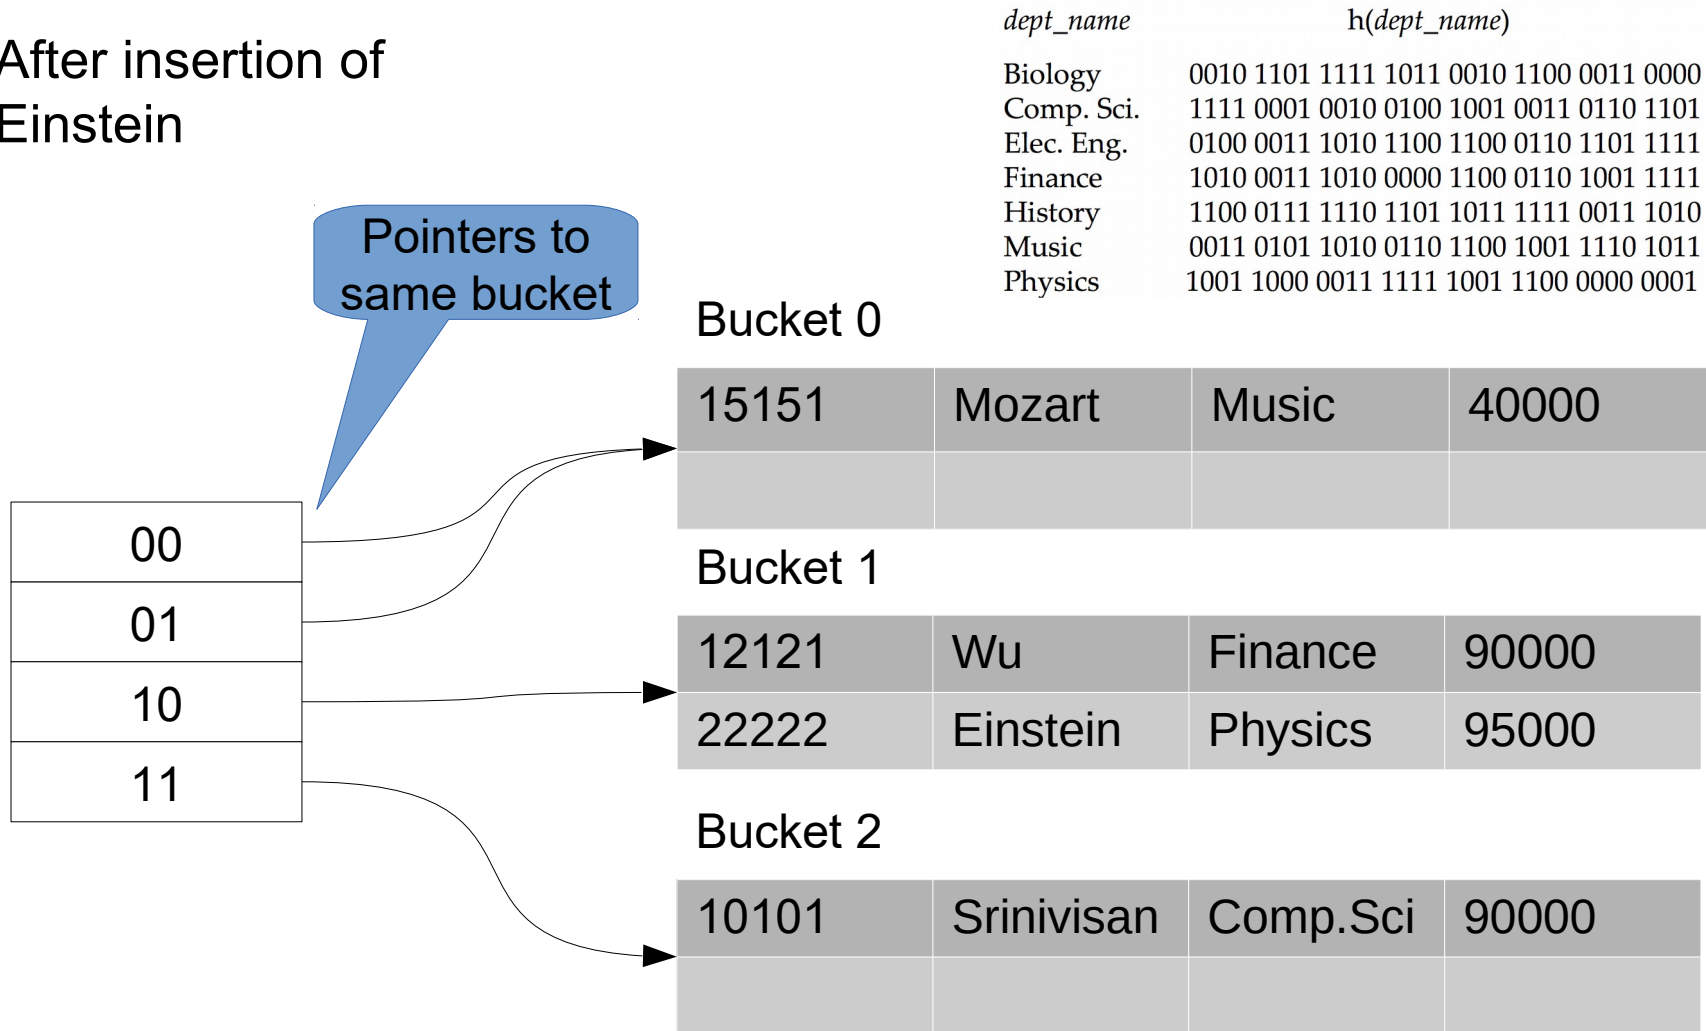 After insertion of
Einstein
dept_name h(dept_name)
Biology 0010 1101 1111 1011 0010 1100 0011 0000
Comp. Sci. 1111 0001 0010 0100 1001 0011 0110 1101
Elec. Eng. 0100 0011 1010 1100 1100 0110 1101 1111
Finance 1010 0011 1010 0000 1100 0110 1001 1111
History 1100 0111 1110 1101 1011 1111 0011 1010
Music 0011 0101 1010 0110 1100 1001 1110 1011
Physics 1001 1000 0011 1111 1001 1100 0000 0001
Pointers to
same bucket
00
01
10
11
Bucket 0
15151 Mozart Music 40000
Bucket 1
12121 Wu Finance 90000
22222 Einstein Physics 95000
Bucket 2
10101 Srinivisan Comp.Sci 90000